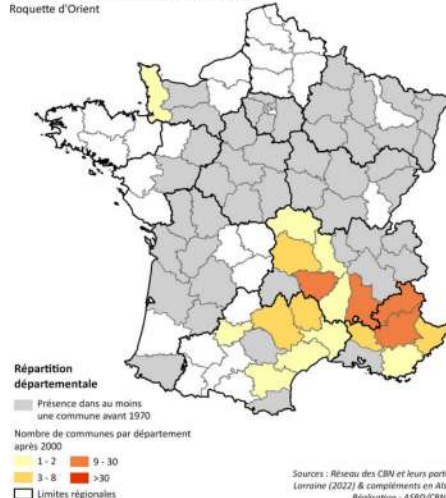 Roquette d'Orient
Répartition
départementale
Présence dans au moins
une commune avant 1970
Nombre de communes par département
après 2000
1 - 2
9 - 30
3 - 8
>30
Limites régionales
Sources : Réseau des CBN et leurs
Lorraine (2022) & compléments en
Réalisation :